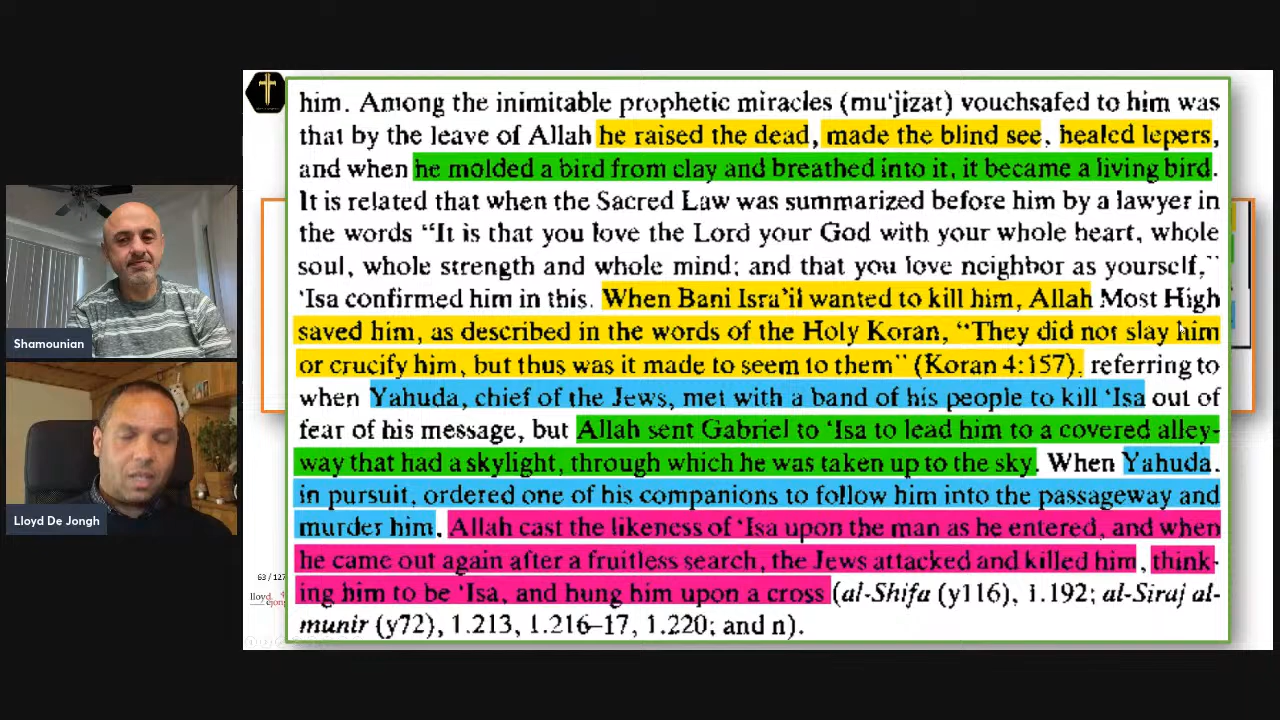 him. Among the inimitable prophetic miracles (mu‘jizat) vouchsafed to him was
that by the leave of Allah he raised the dead, made the blind see, healed lepers,
and when he molded a bird from clay and breathed into it, it became a living bird.
It is related that when the Sacred Law was summarized before him by a lawyer in
the words “It is that you love the Lord your God with your whole heart, whole
soul, whole strength and whole mind; and that you love neighbor as yourself,”
‘Isa confirmed him in this. When Bani Isra’il wanted to kill him, Allah Most High
saved him, as described in the words of the Holy Koran, “They did not slay him
or crucify him, but thus was it made to seem to them” (Koran 4:157), referring to
when Yahuda, chief of the Jews, met with a band of his people to kill ‘Isa out of
fear of his message, but Allah sent Gabriel to ‘Isa to lead him to a covered alley-
way that had a skylight, through which he was taken up to the sky. When Yahuda,
in pursuit, ordered one of his companions to follow him into the passageway and
murder him, Allah cast the likeness of ‘Isa upon the man as he entered, and when
he came out again after a fruitless search, the Jews attacked and killed him, think-
ing him to be ‘Isa, and hung him upon a cross (al-Shifa (y116), 1.192; al-Siraj al-
munir (y72), 1.213, 1.216–17, 1.220; and n).
Shamounian
Lloyd De Jongh
63 / 127